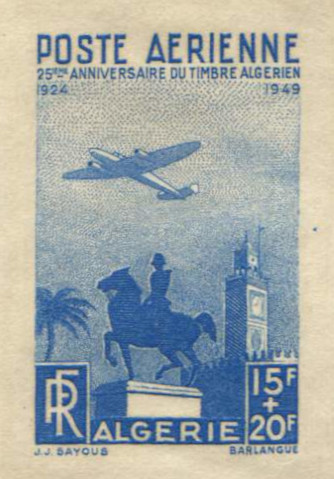 POSTE AERIENNE
25ÈME ANNIVERSAIRE DU TIMBRE ALGERIEN
1924 1949
RF
ALGERIE
15F
+
20F
J.J. SAYOUS BARLANGUE